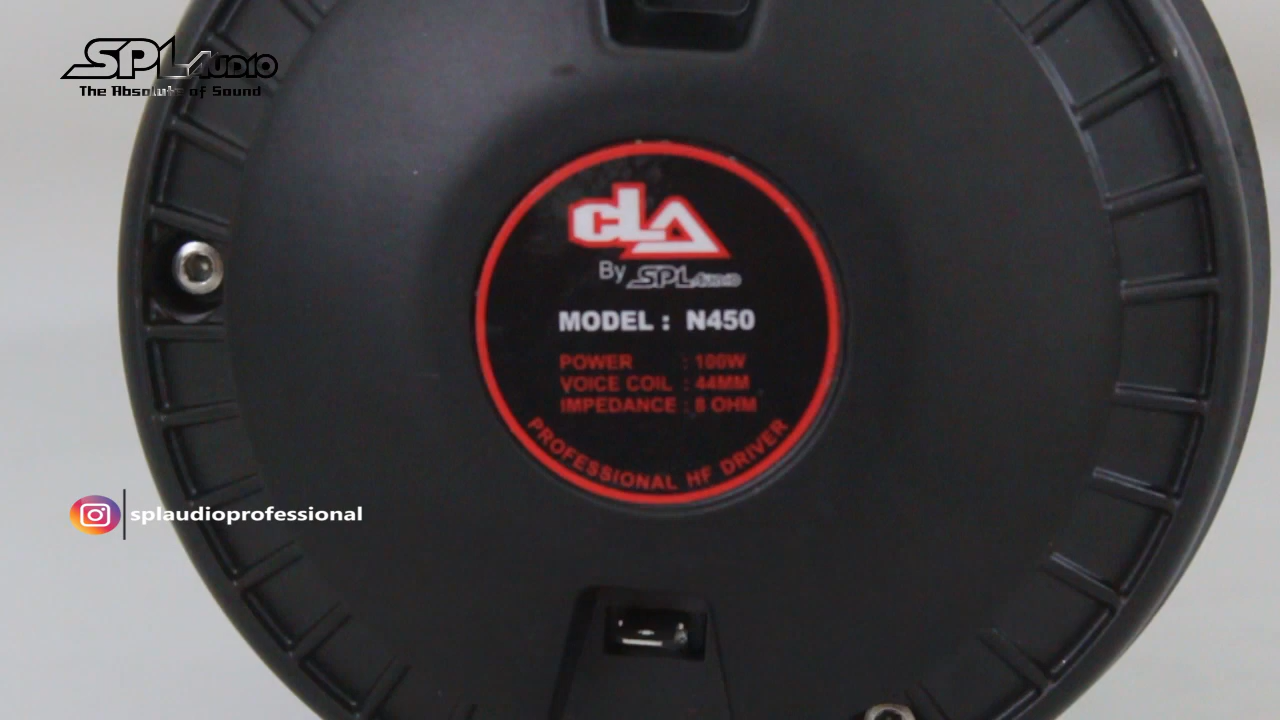 SPL AUDIO
The Absolute of Sound
CLA
By SPL AUDIO
MODEL : N450
POWER : 100W
VOICE COIL : 44MM
IMPEDANCE : 8 OHM
PROFESSIONAL HF DRIVER
splaudioprofessional